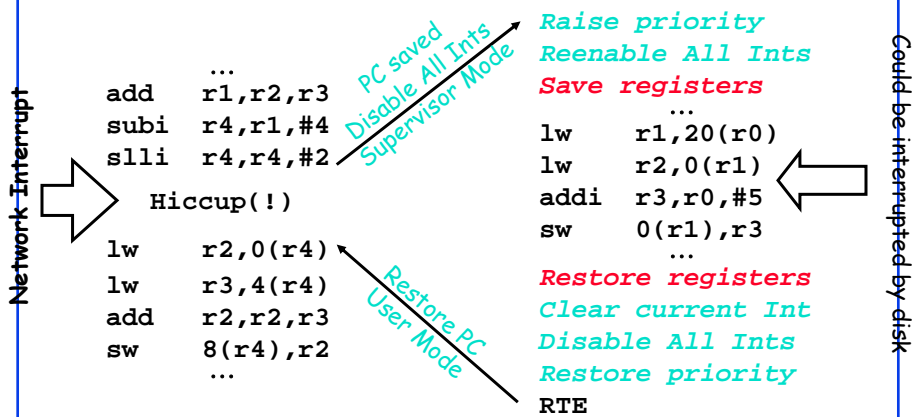 Network Interrupt
…
add r1,r2,r3
subi r4,r1,#4
slli r4,r4,#2
Hiccup(!)
lw r2,0(r4)
lw r3,4(r4)
add r2,r2,r3
sw 8(r4),r2
…
PC saved
Disable All Ints
Supervisor Mode
Restore PC
User Mode
Raise priority
Reenable All Ints
Save registers
…
lw r1,20(r0)
lw r2,0(r1)
addi r3,r0,#5
sw 0(r1),r3
…
Restore registers
Clear current Int
Disable All Ints
Restore priority
RTE
Could be interrupted by disk